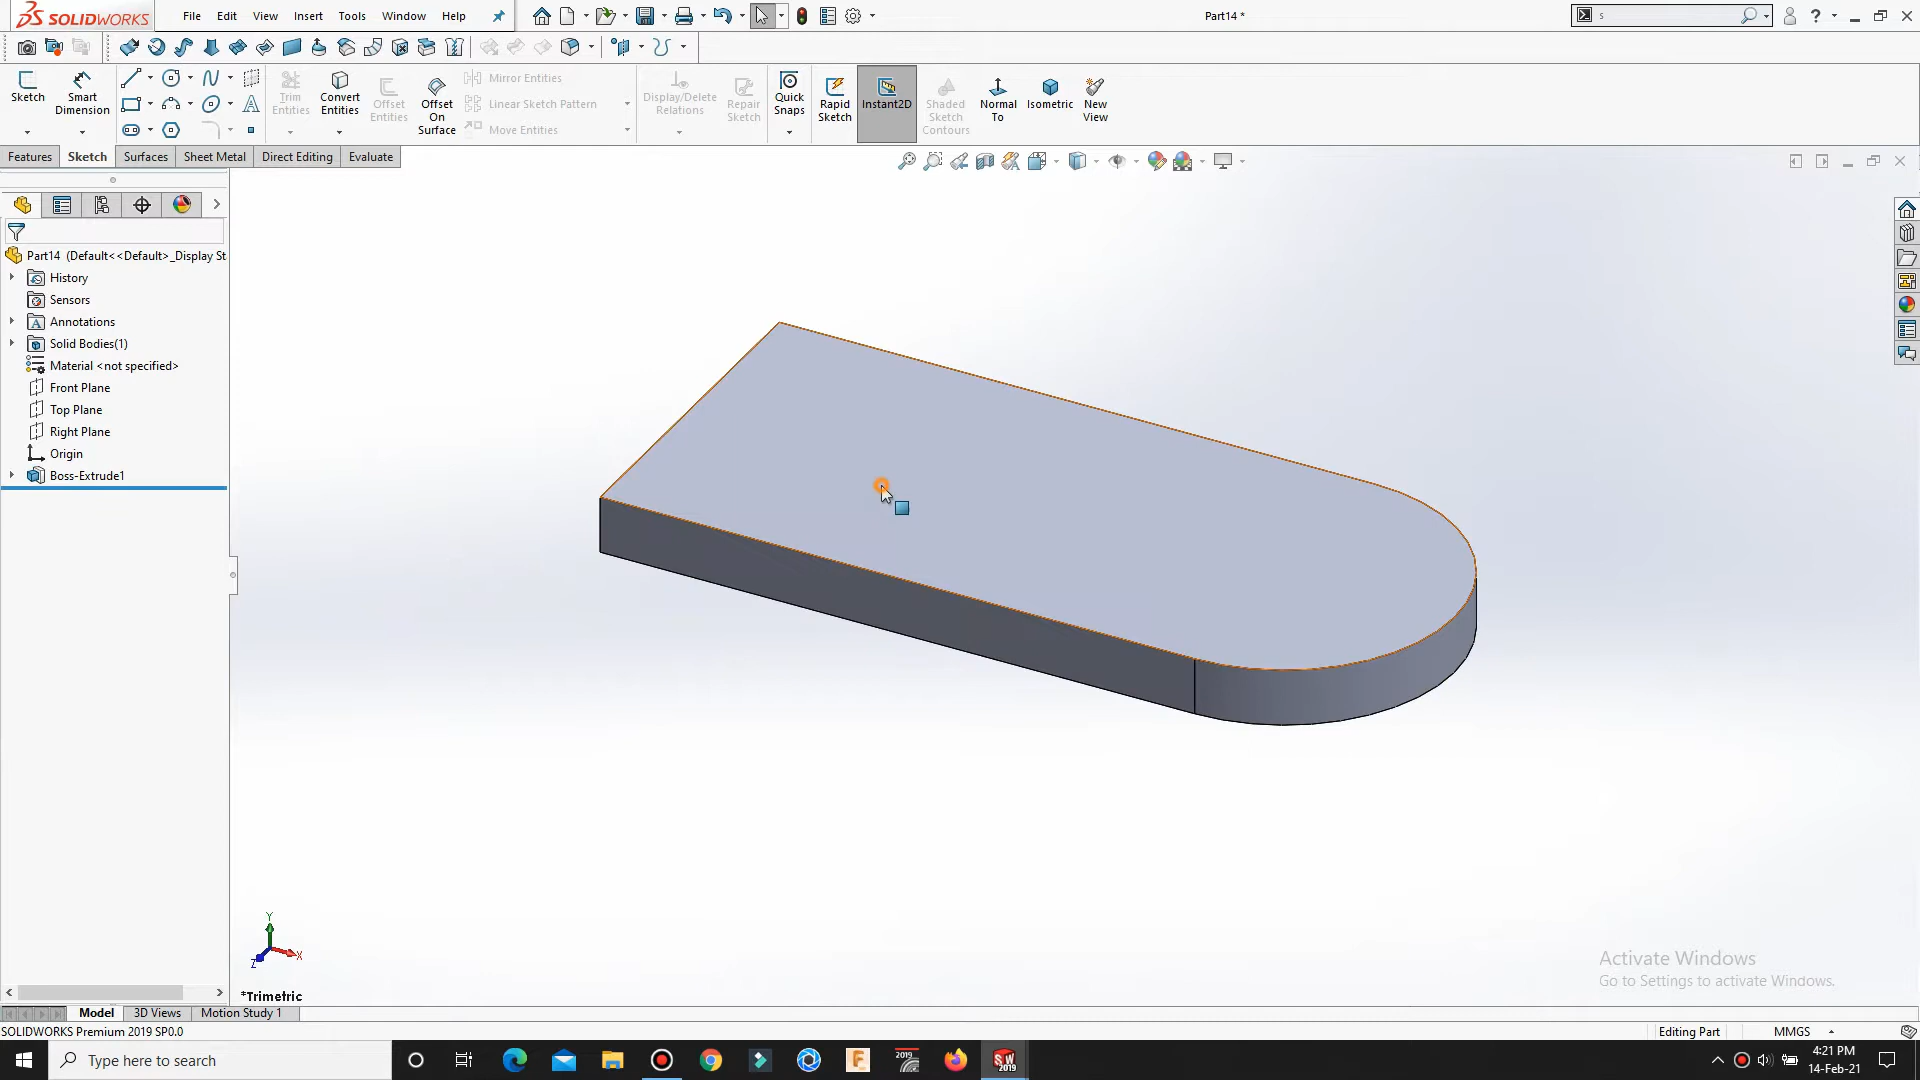 SOLIDWORKS
File Edit View Insert Tools Window Help
Part14 *
s
Sketch
Smart Dimension
Trim Entities
Convert Entities
Offset Entities
Offset On Surface
Mirror Entities
Linear Sketch Pattern
Move Entities
Display/Delete Relations
Repair Sketch
Quick Snaps
Rapid Sketch
Instant2D
Shaded Sketch Contours
Normal To
Isometric
New View
Features Sketch Surfaces Sheet Metal Direct Editing Evaluate
Part14 (Default<<Default>_Display St
History
Sensors
Annotations
Solid Bodies(1)
Material <not specified>
Front Plane
Top Plane
Right Plane
Origin
Boss-Extrude1
Y
X
Z
*Trimetric
Activate Windows
Go to Settings to activate Windows.
Model 3D Views Motion Study 1
SOLIDWORKS Premium 2019 SP0.0
Editing Part
MMGS
Type here to search
2019
SW
2019
4:21 PM
14-Feb-21